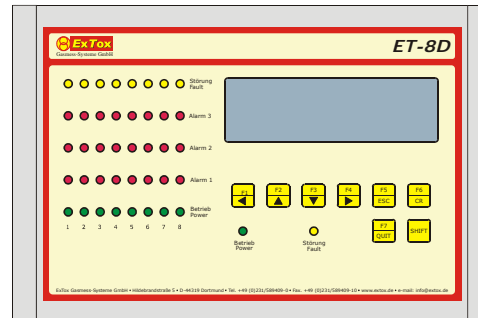 ExTox
Gasmess-Systeme GmbH
ET-8D
Störung
Fault
Alarm 3
Alarm 2
Alarm 1
Betrieb
Power
1 2 3 4 5 6 7 8
F1
F2
F3
F4
F5
ESC
F6
CR
F7
QUIT
SHIFT
Betrieb
Power
Störung
Fault
ExTox Gasmess-Systeme GmbH • Hildebrandstraße 5 • D-44319 Dortmund • Tel. +49 (0)231/589409-0 • Fax. +49 (0)231/589409-10 • www.extox.de • e-mail: info@extox.de